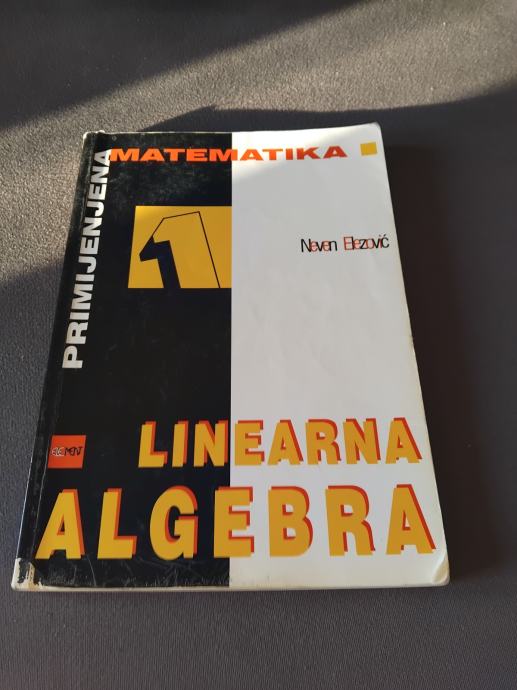 PRIMIJENJENA
MATEMATIKA
1
Neven Elezović
ELEMENT
LINEARNA
ALGEBRA